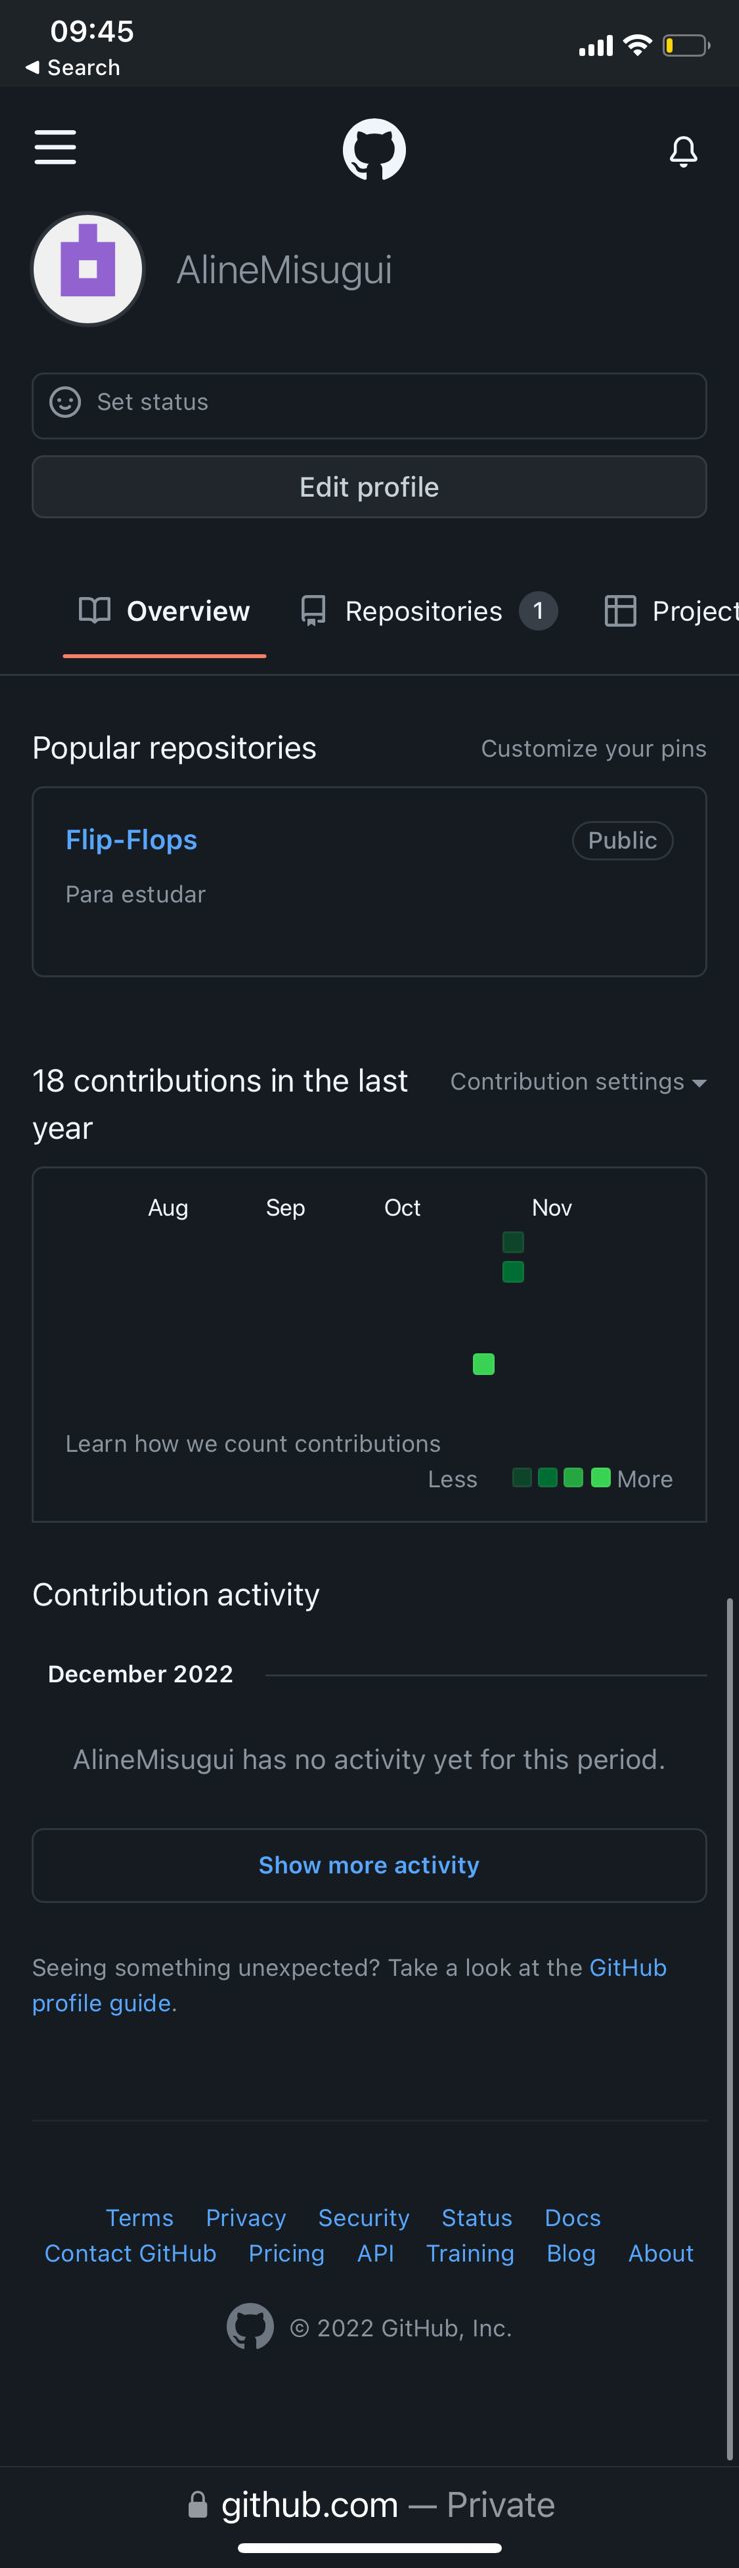 09:45
◀ Search
AlineMisugui
Set status
Edit profile
Overview Repositories 1 Project
Popular repositories Customize your pins
Flip-Flops Public
Para estudar
18 contributions in the last Contribution settings
year
Aug Sep Oct Nov
Learn how we count contributions
Less More
Contribution activity
December 2022
AlineMisugui has no activity yet for this period.
Show more activity
Seeing something unexpected? Take a look at the GitHub
profile guide.
Terms Privacy Security Status Docs
Contact GitHub Pricing API Training Blog About
© 2022 GitHub, Inc.
github.com — Private